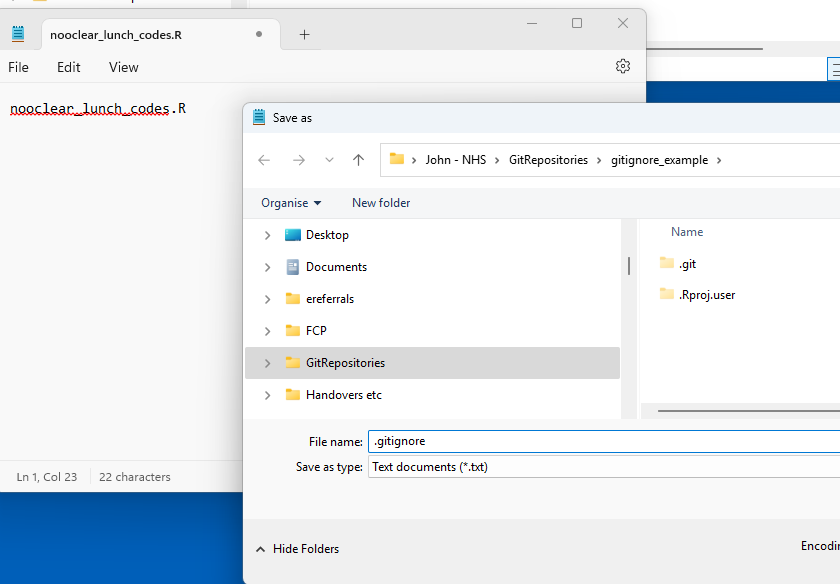 nooclear_lunch_codes.R
File Edit View
nooclear_lunch_codes.R
Save as
John - NHS GitRepositories gitignore_example
Organise New folder
Desktop
Documents
ereferrals
FCP
GitRepositories
Handovers etc
Name
.git
.Rproj.user
File name: .gitignore
Save as type: Text documents (*.txt)
Ln 1, Col 23 22 characters
Hide Folders